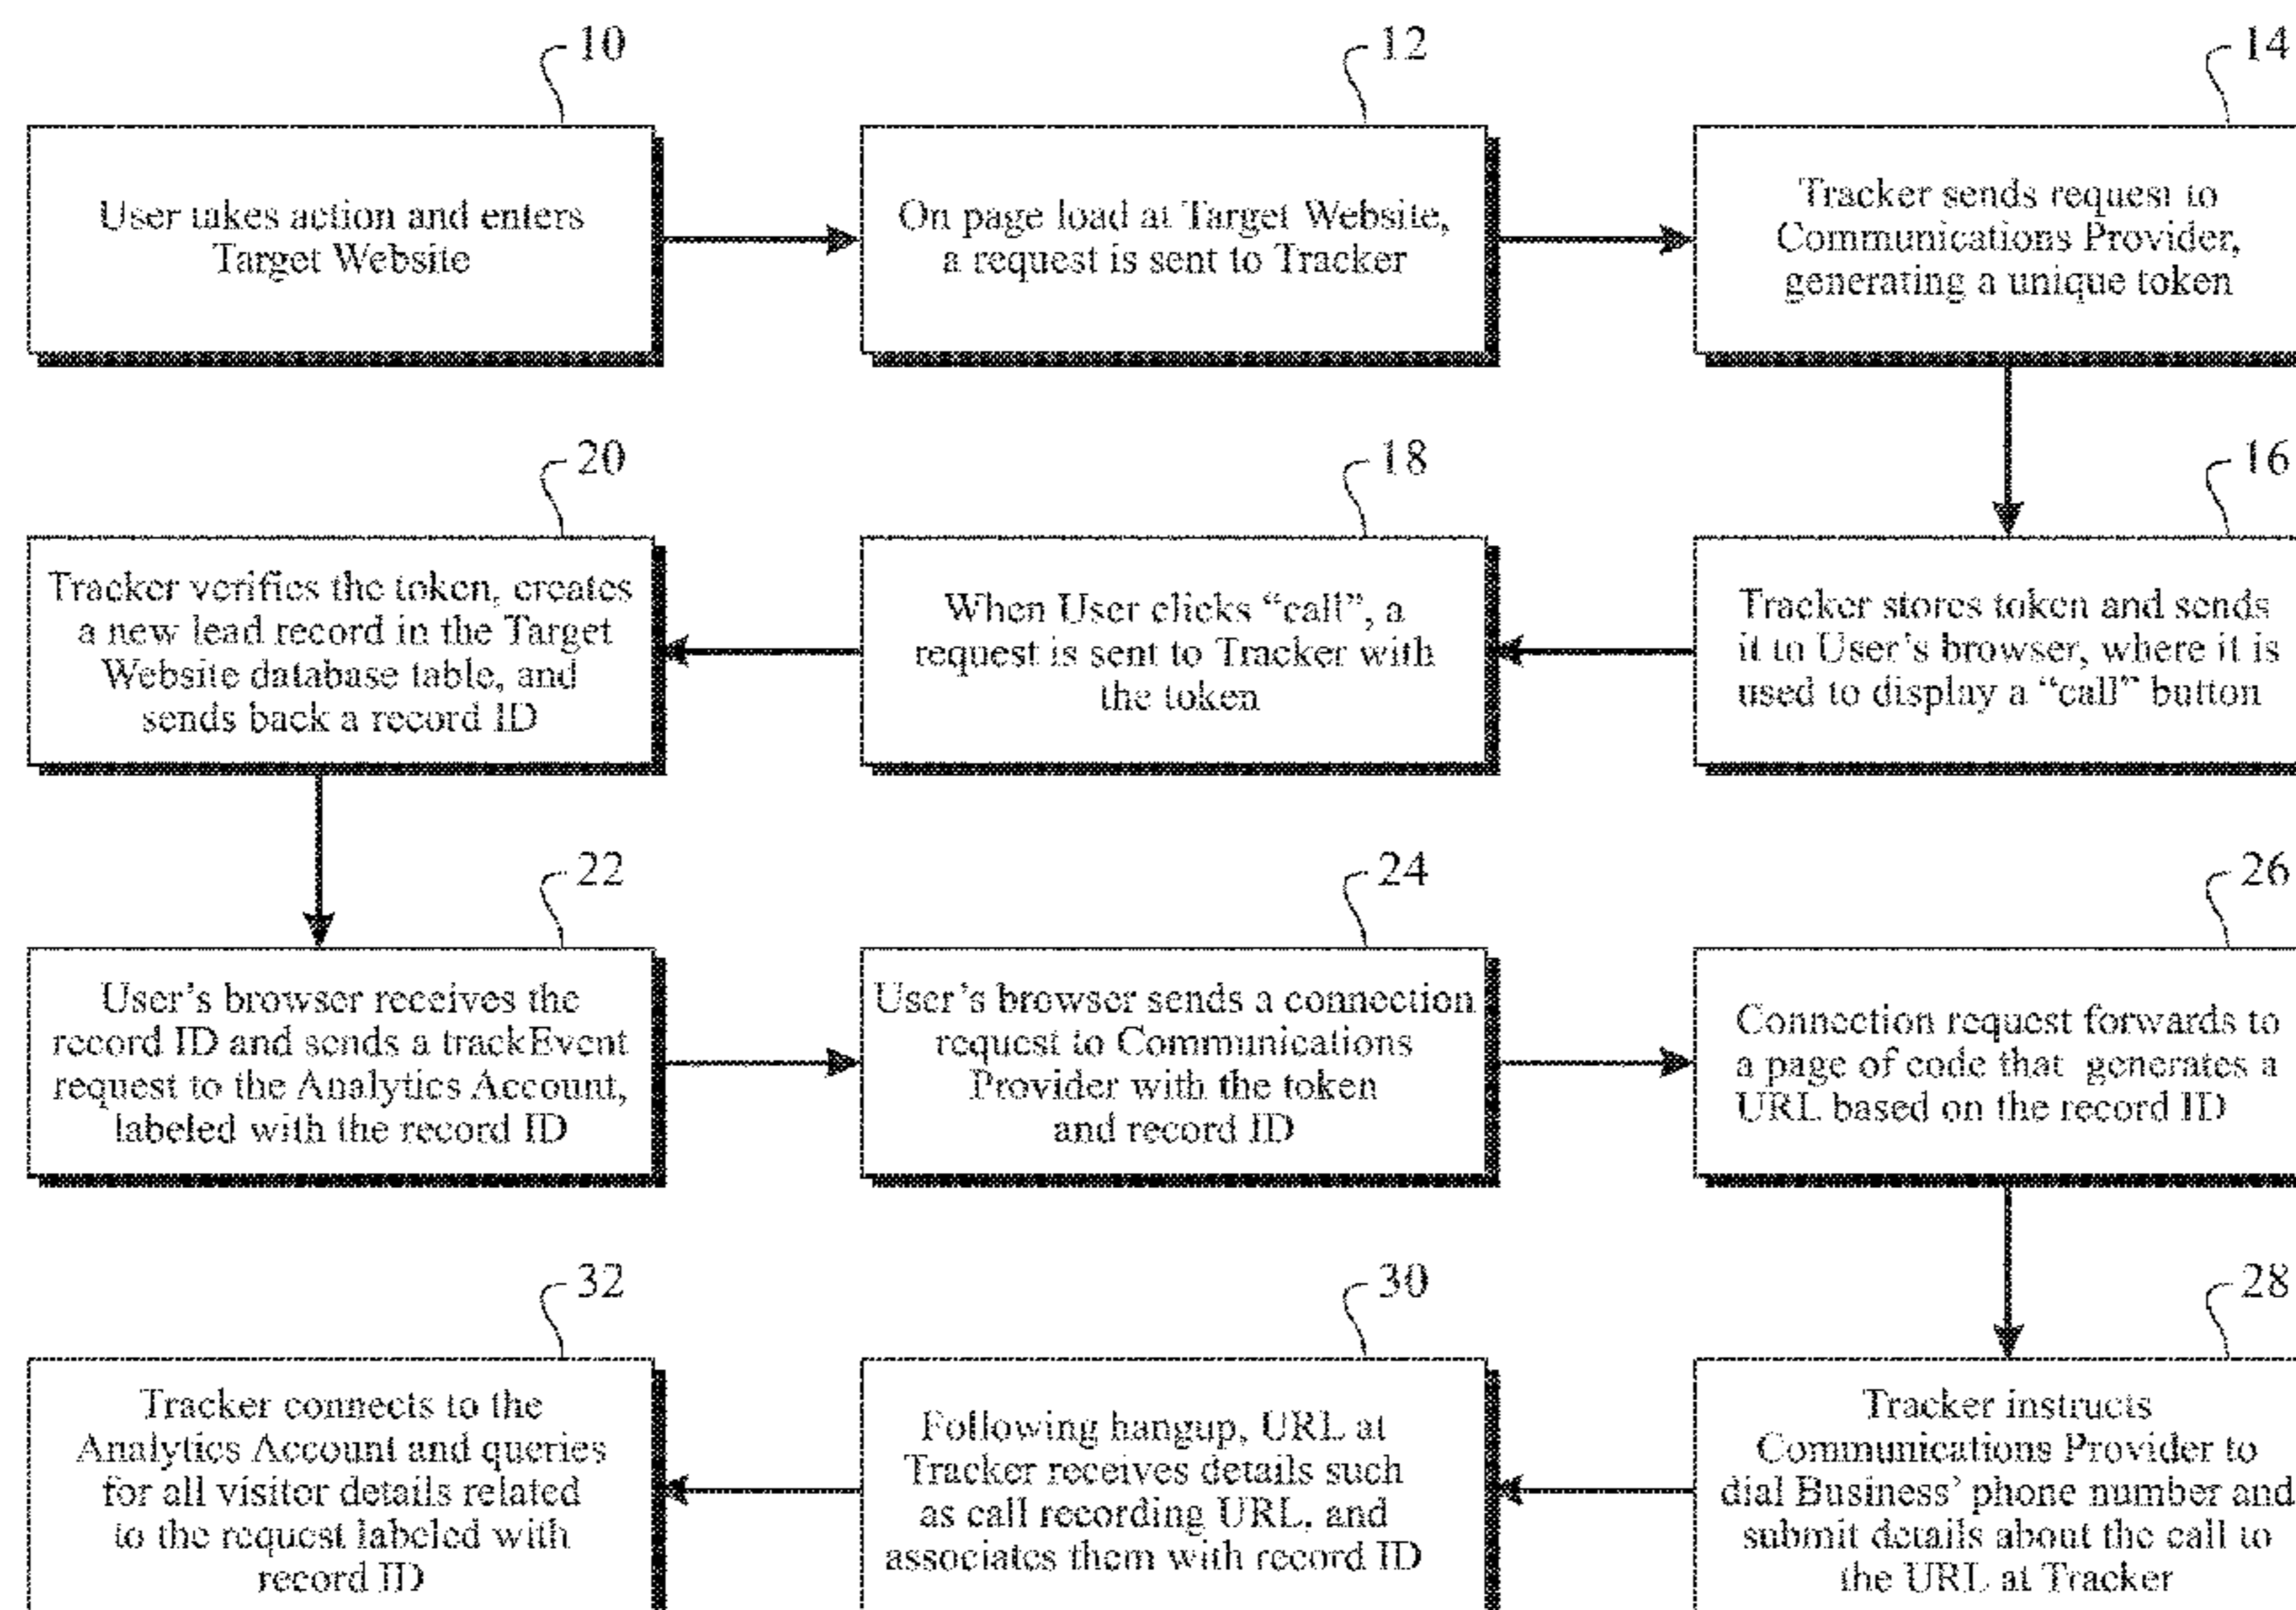 10
User takes action and enters
Target Website
12
On page load at Target Website,
a request is sent to Tracker
14
Tracker sends request to
Communications Provider,
generating a unique token
16
Tracker stores token and sends
it to User's browser, where it is
used to display a “call” button
18
When User clicks “call”, a
request is sent to Tracker with
the token
20
Tracker verifies the token, creates
a new lead record in the Target
Website database table, and
sends back a record ID
22
User's browser receives the
record ID and sends a trackEvent
request to the Analytics Account,
labeled with the record ID
24
User's browser sends a connection
request to Communications
Provider with the token
and record ID
26
Connection request forwards to
a page of code that generates a
URL based on the record ID
28
Tracker instructs
Communications Provider to
dial Business’ phone number and
submit details about the call to
the URL at Tracker
30
Following hangup, URL at
Tracker receives details such
as call recording URL, and
associates them with record ID
32
Tracker connects to the
Analytics Account and queries
for all visitor details related
to the request labeled with
record ID